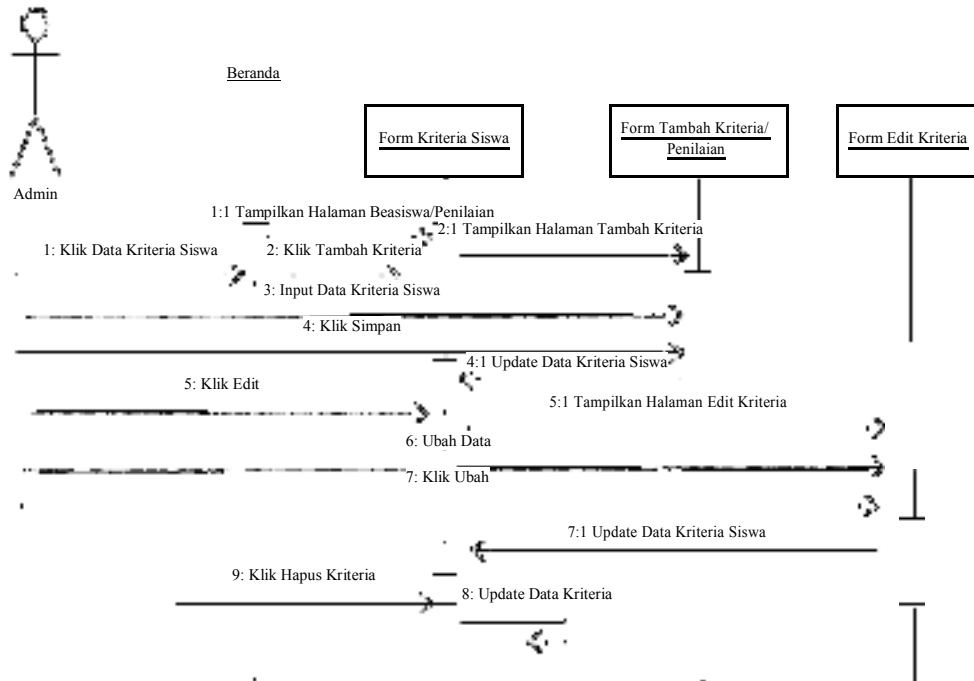 Beranda
Form Kriteria Siswa
Form Tambah Kriteria/
Penilaian
Form Edit Kriteria
Admin
1:1 Tampilkan Halaman Beasiswa/Penilaian
2:1 Tampilkan Halaman Tambah Kriteria
1: Klik Data Kriteria Siswa
2: Klik Tambah Kriteria
3: Input Data Kriteria Siswa
4: Klik Simpan
4:1 Update Data Kriteria Siswa
5: Klik Edit
5:1 Tampilkan Halaman Edit Kriteria
6: Ubah Data
7: Klik Ubah
7:1 Update Data Kriteria Siswa
9: Klik Hapus Kriteria
8: Update Data Kriteria